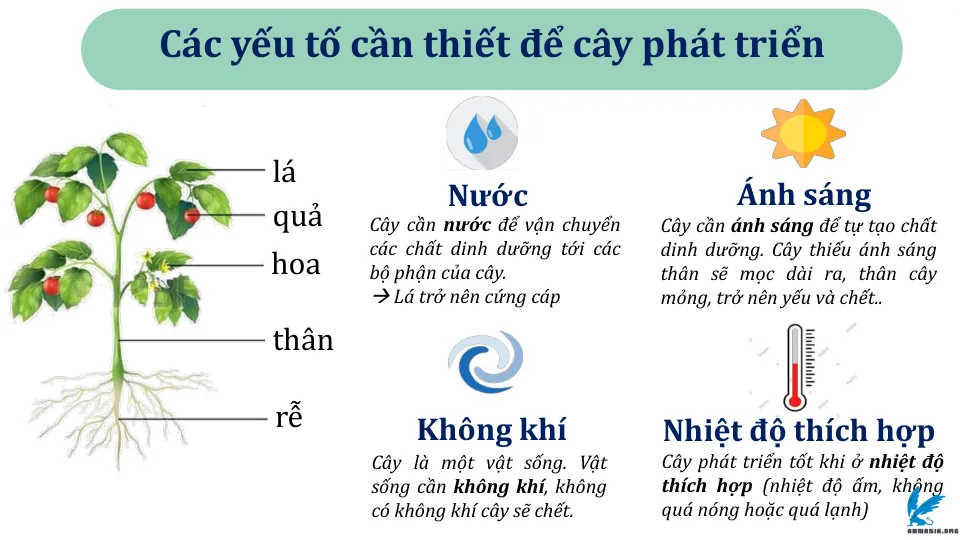 Các yếu tố cần thiết để cây phát triển
lá
quả
hoa
thân
rễ
Nước
Cây cần nước để vận chuyển
các chất dinh dưỡng tới các
bộ phận của cây.
→ Lá trở nên cứng cáp
Ánh sáng
Cây cần ánh sáng để tự tạo chất
dinh dưỡng. Cây thiếu ánh sáng
thân sẽ mọc dài ra, thân cây
mỏng, trở nên yếu và chết..
Không khí
Cây là một vật sống. Vật
sống cần không khí, không
có không khí cây sẽ chết.
Nhiệt độ thích hợp
Cây phát triển tốt khi ở nhiệt độ
thích hợp (nhiệt độ ấm, không
quá nóng hoặc quá lạnh)
ABMASIA.ORG